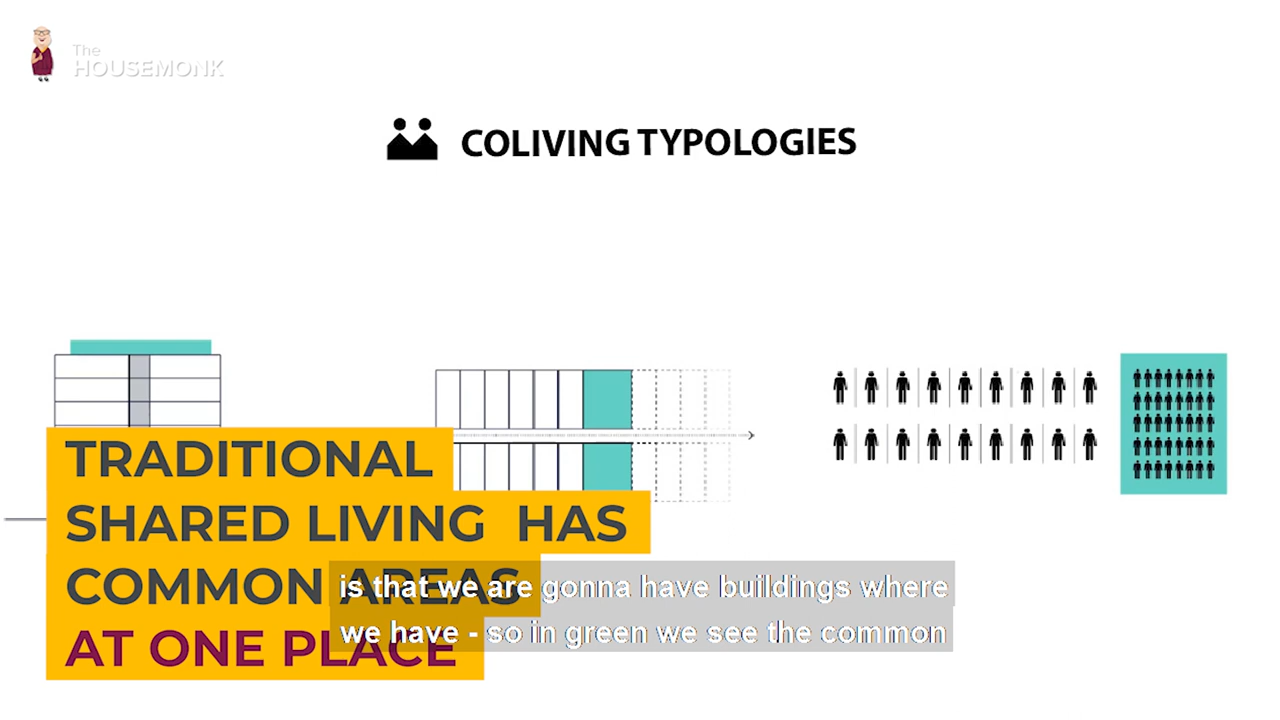 The
HOUSEMONK
COLIVING TYPOLOGIES
TRADITIONAL
SHARED LIVING HAS
COMMON AREAS
AT ONE PLACE
is that we are gonna have buildings where
we have - so in green we see the common